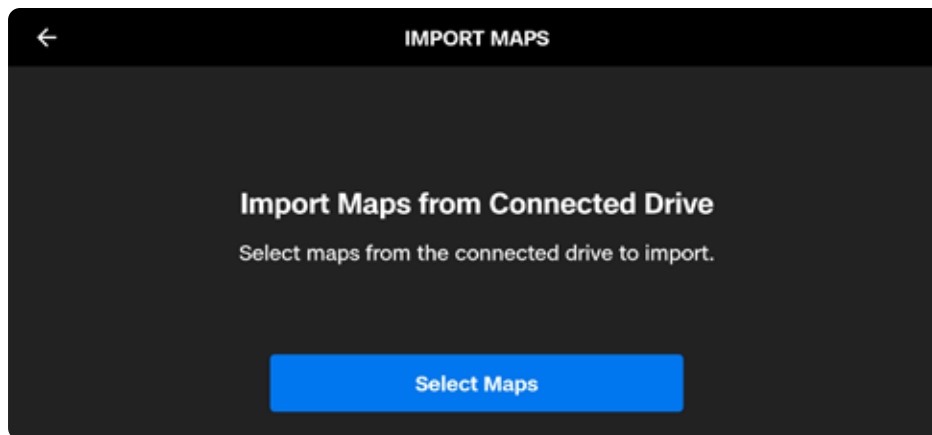 IMPORT MAPS
Import Maps from Connected Drive
Select maps from the connected drive to import.
Select Maps